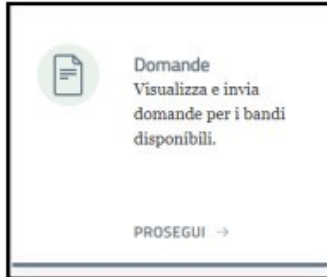 Domande
Visualizza e invia
domande per i bandi
disponibili.
PROSEGUI →